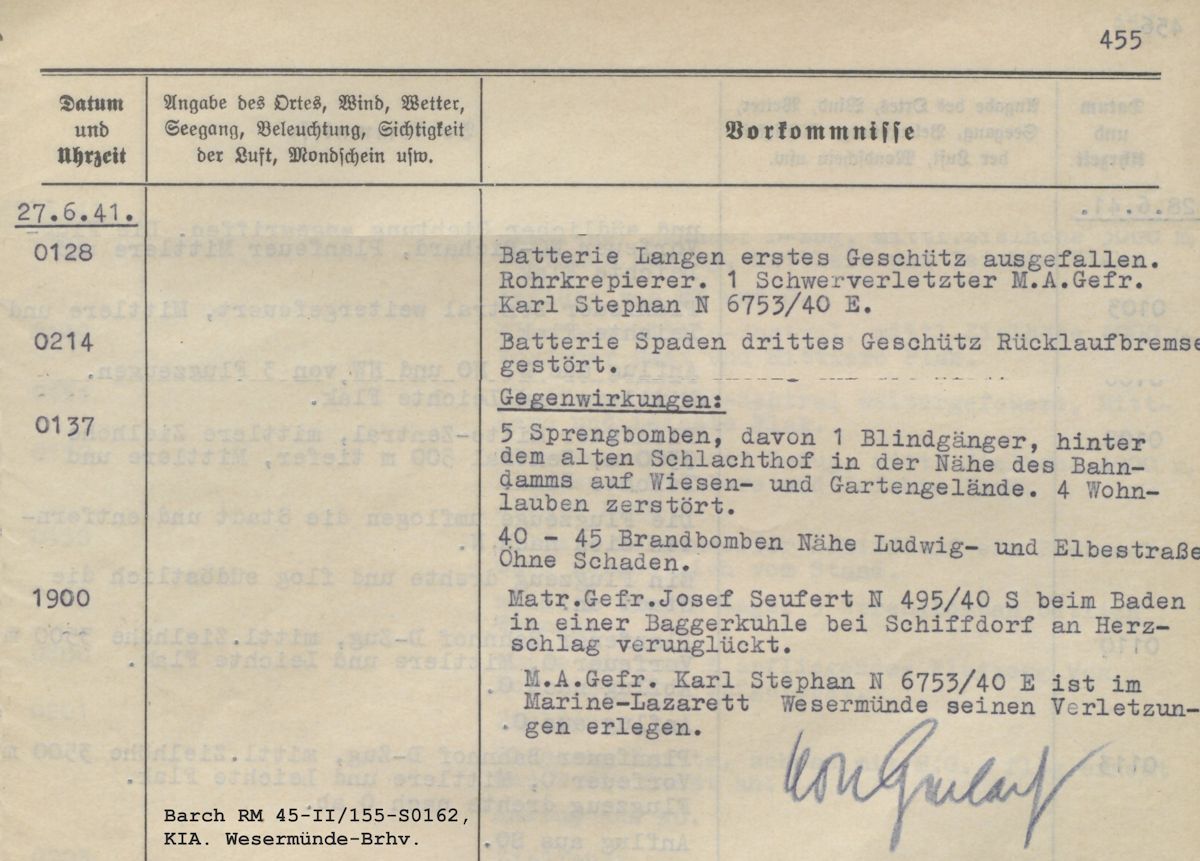 455
Datum
und
Uhrzeit
Angabe des Ortes, Wind, Wetter,
Seegang, Beleuchtung, Sichtigkeit
der Luft, Mondschein usw.
Vorkommnisse
27.6.41.
0128
Batterie Langen erstes Geschütz ausgefallen.
Rohrkrepierer. 1 Schwerverletzter M.A.Gefr.
Karl Stephan N 6753/40 E.
0214
Batterie Spaden drittes Geschütz Rücklaufbremse
gestört.
Gegenwirkungen:
0137
5 Sprengbomben, davon 1 Blindgänger, hinter
dem alten Schlachthof in der Nähe des Bahn-
damms auf Wiesen- und Gartengelände. 4 Wohn-
lauben zerstört.
40 - 45 Brandbomben Nähe Ludwig- und Elbestraße
Ohne Schaden.
1900
Matr.Gefr.Josef Seufert N 495/40 S beim Baden
in einer Baggerkuhle bei Schiffdorf an Herz-
schlag verunglückt.
M.A.Gefr. Karl Stephan N 6753/40 E ist im
Marine-Lazarett Wesermünde seinen Verletzun-
gen erlegen.
Barch RM 45-II/155-S0162,
KIA. Wesermünde-Brhv.